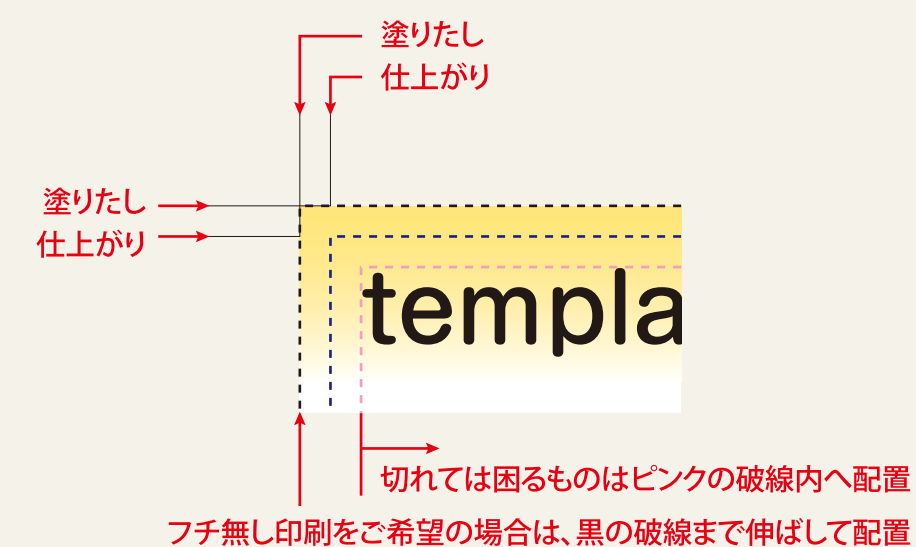 塗りたし
仕上がり
塗りたし
仕上がり
templa
切れては困るものはピンクの破線内へ配置
フチ無し印刷をご希望の場合は、黒の破線まで伸ばして配置